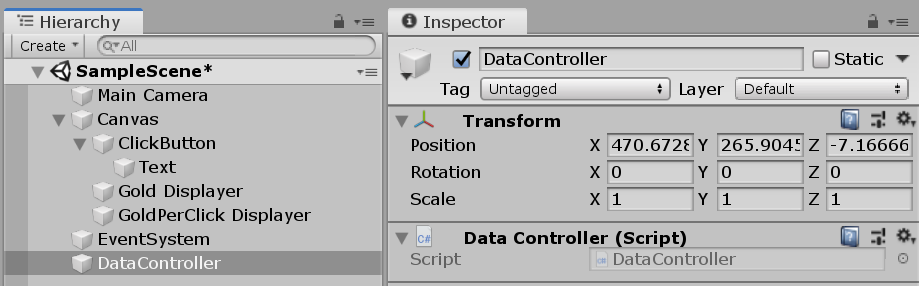 Hierarchy
Create
All
SampleScene*
Main Camera
Canvas
ClickButton
Text
Gold Displayer
GoldPerClick Displayer
EventSystem
DataController
Inspector
DataController Static
Tag Untagged Layer Default
Transform
Position X 470.6728 Y 265.9045 Z -7.16666
Rotation X 0 Y 0 Z 0
Scale X 1 Y 1 Z 1
C# Data Controller (Script)
Script DataController